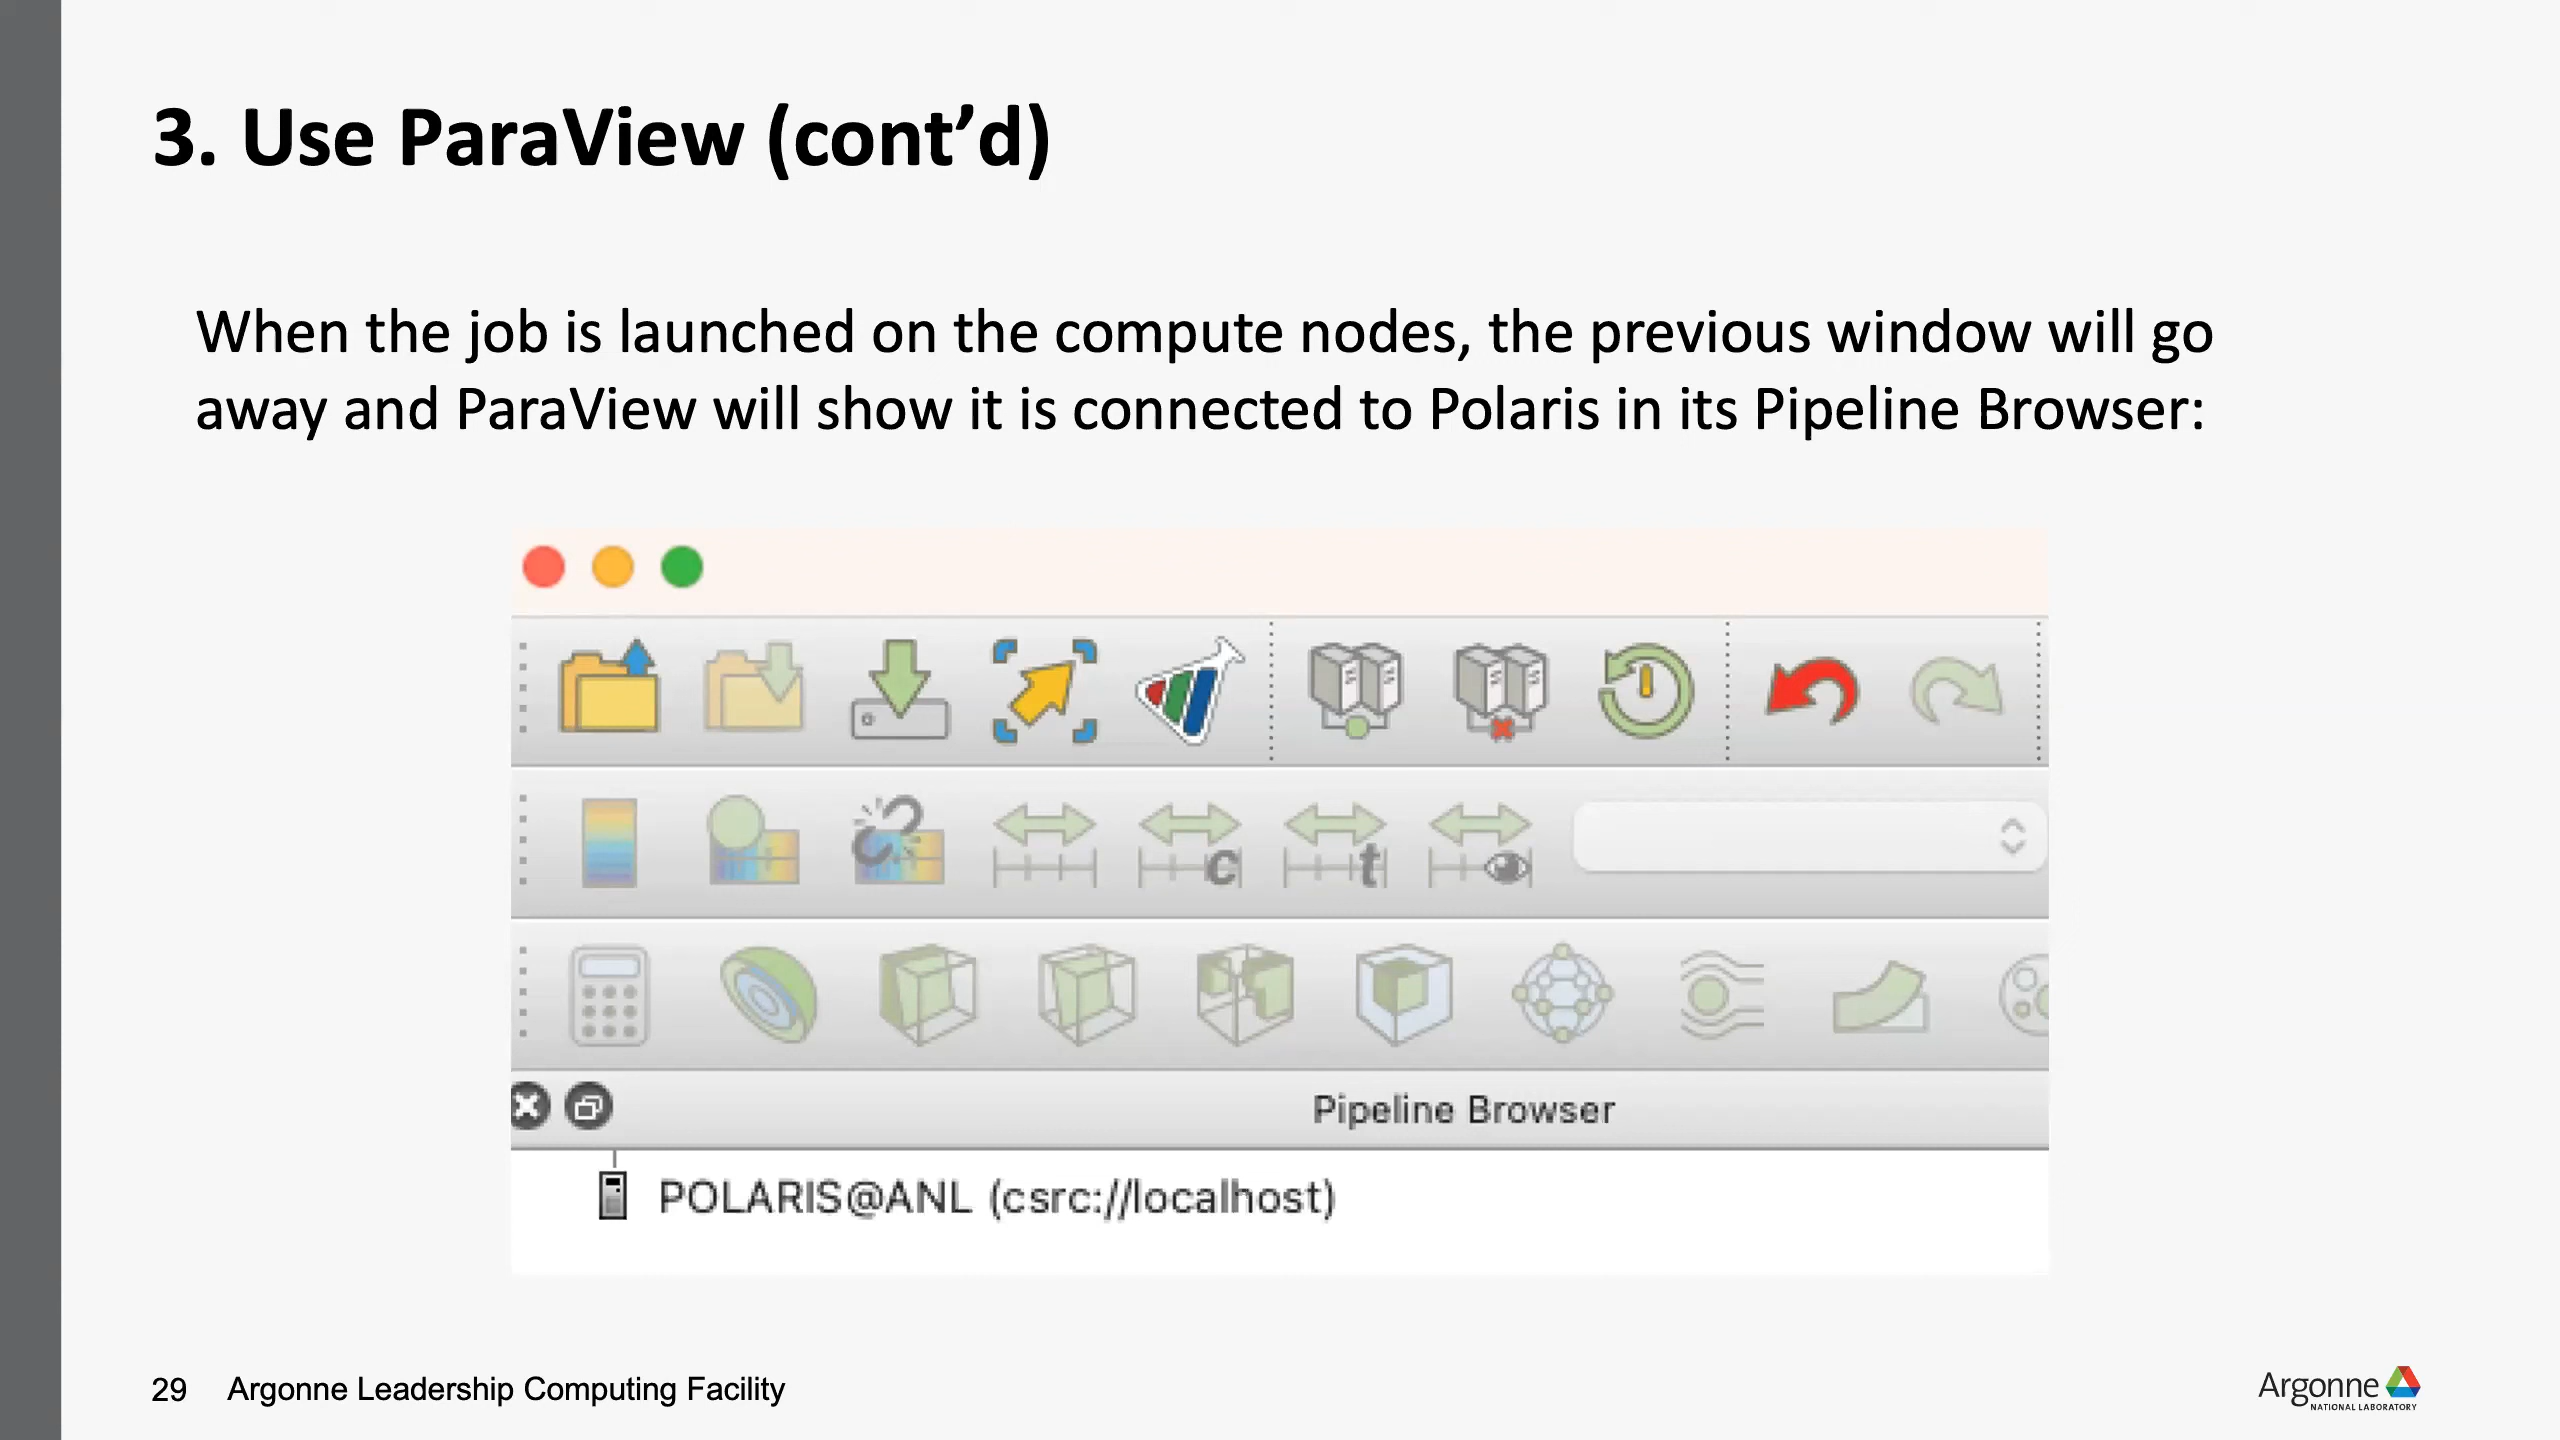 3. Use ParaView (cont’d)
When the job is launched on the compute nodes, the previous window will go
away and ParaView will show it is connected to Polaris in its Pipeline Browser:
c
t
Pipeline Browser
POLARIS@ANL (csrc://localhost)
29 Argonne Leadership Computing Facility
Argonne
NATIONAL LABORATORY